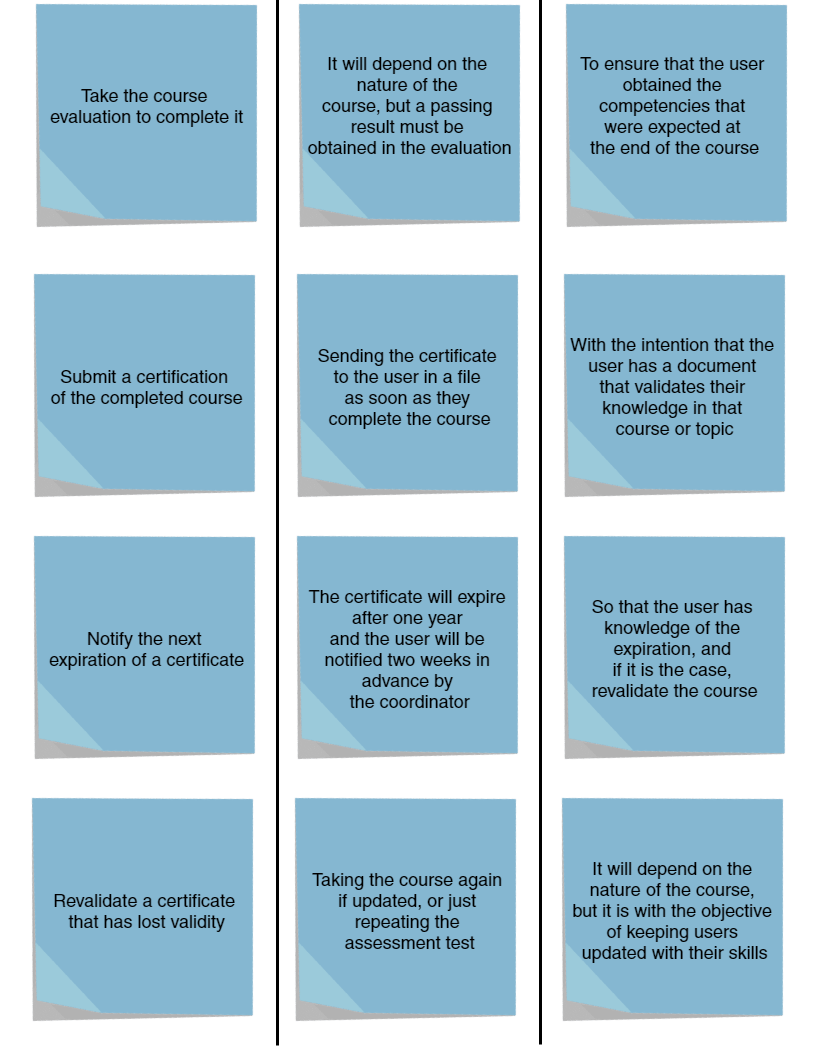 Take the course
evaluation to complete it
It will depend on the
nature of the
course, but a passing
result must be
obtained in the evaluation
To ensure that the user
obtained the
competencies that
were expected at
the end of the course
Submit a certification
of the completed course
Sending the certificate
to the user in a file
as soon as they
complete the course
With the intention that the
user has a document
that validates their
knowledge in that
course or topic
Notify the next
expiration of a certificate
The certificate will expire
after one year
and the user will be
notified two weeks in
advance by
the coordinator
So that the user has
knowledge of the
expiration, and
if it is the case,
revalidate the course
Revalidate a certificate
that has lost validity
Taking the course again
if updated, or just
repeating the
assessment test
It will depend on the
nature of the course,
but it is with the objective
of keeping users
updated with their skills